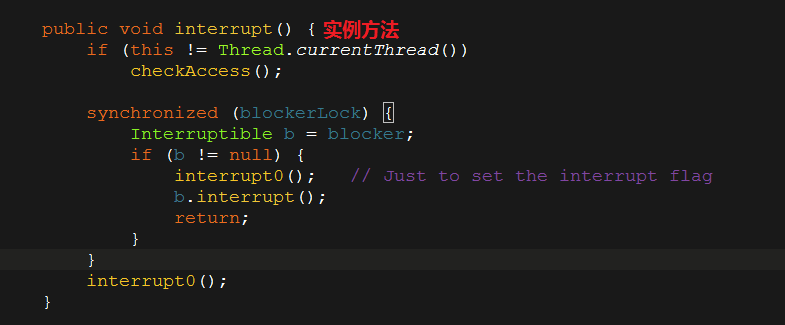 public void interrupt() { 实例方法
    if (this != Thread.currentThread())
        checkAccess();
    synchronized (blockerLock) {
        Interruptible b = blocker;
        if (b != null) {
            interrupt0();   // Just to set the interrupt flag
            b.interrupt();
            return;
        }
    }
    interrupt0();
}